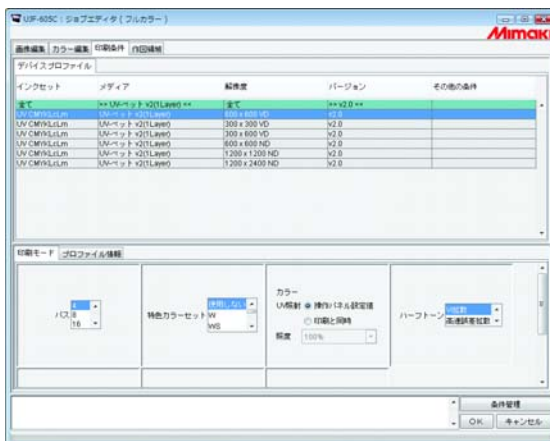 UJF-605C : ジョブエディタ ( フルカラー )
Mimaki
画像編集 カラー編集 印刷条件 作図領域
デバイスプロファイル
インクセット メディア 解像度 バージョン その他の条件
全て ** UV-ペット v2(1Layer) ** 全て ** v2.0 **
UV CMYKLcLm UV-ペット v2(1Layer) 600 x 600 VD v2.0
UV CMYKLcLm UV-ペット v2(1Layer) 300 x 300 VD v2.0
UV CMYKLcLm UV-ペット v2(1Layer) 300 x 300 ND v2.0
UV CMYKLcLm UV-ペット v2(1Layer) 600 x 600 ND v2.0
UV CMYKLcLm UV-ペット v2(1Layer) 1200 x 1200 ND v2.0
UV CMYKLcLm UV-ペット v2(1Layer) 1200 x 2400 ND v2.0
印刷モード プロファイル情報
パス 4
8
16
特色カラーセット 使用しない
W
WS
カラー
UV照射 操作パネル設定値
印刷と同時
照度 100%
ハーフトーン V拡散
高速誤差拡散
条件管理
OK キャンセル